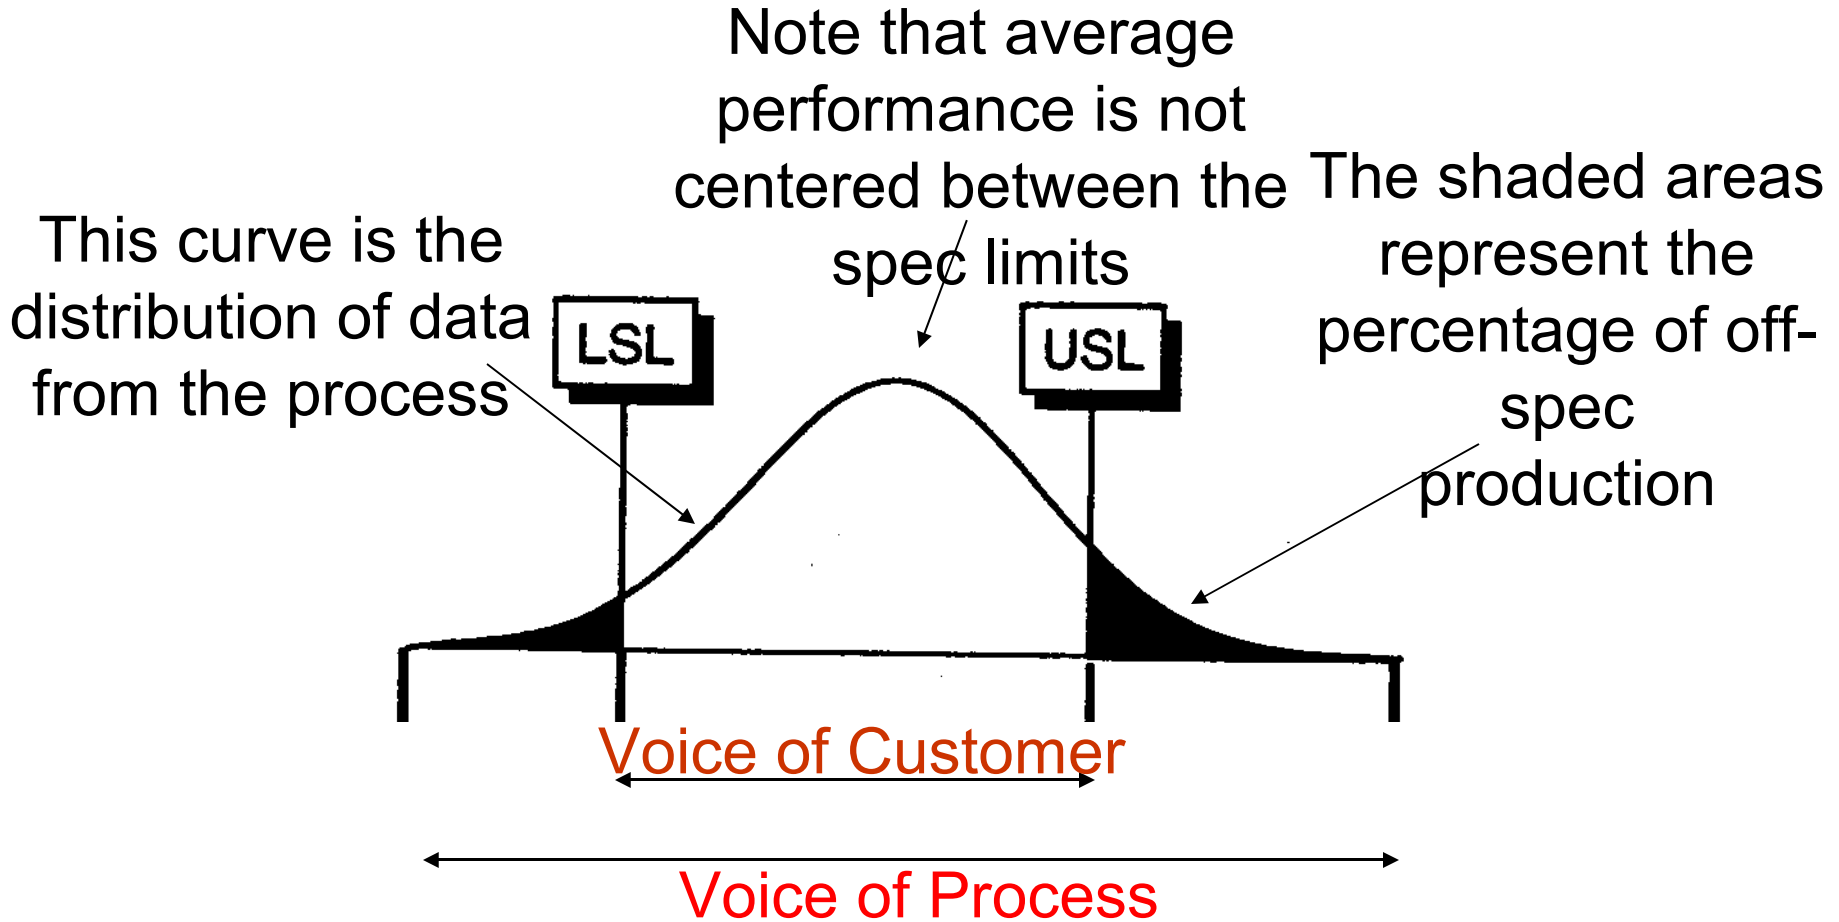 Note that average
performance is not
centered between the
spec limits
The shaded areas
represent the
percentage of off-
spec
production
This curve is the
distribution of data
from the process
LSL
USL
Voice of Customer
Voice of Process